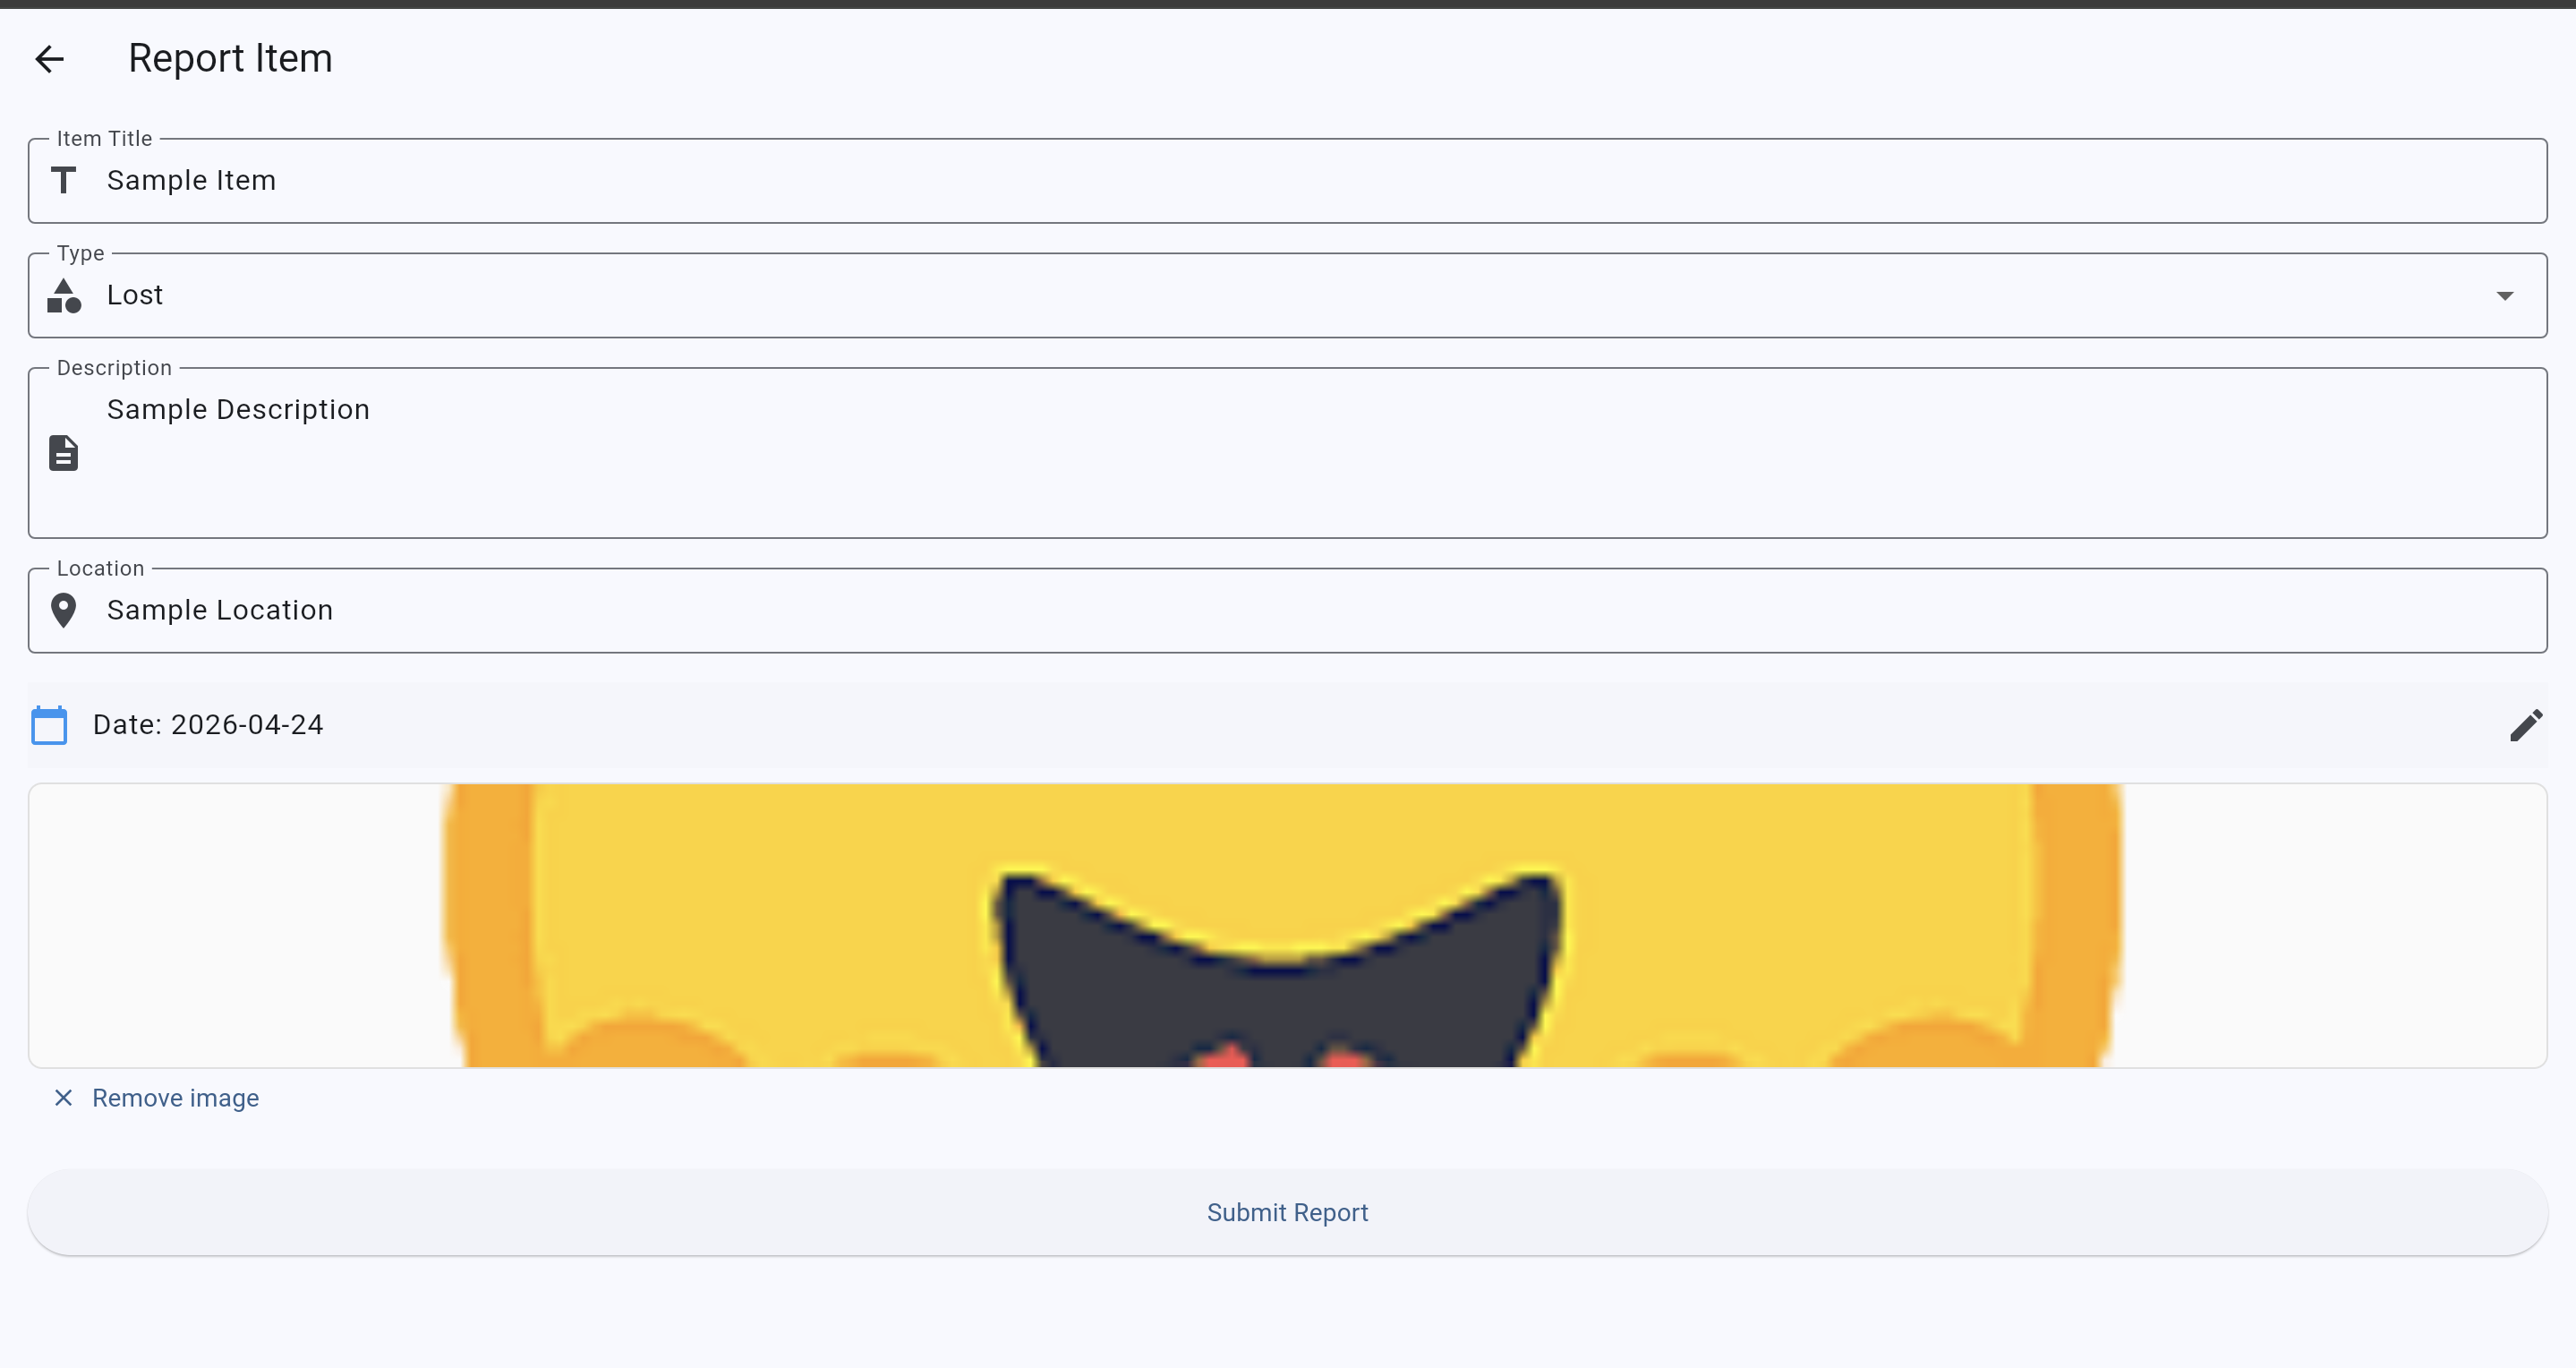 Report Item
Item Title
Sample Item
Type
Lost
Description
Sample Description
Location
Sample Location
Date: 2026-04-24
Remove image
Submit Report